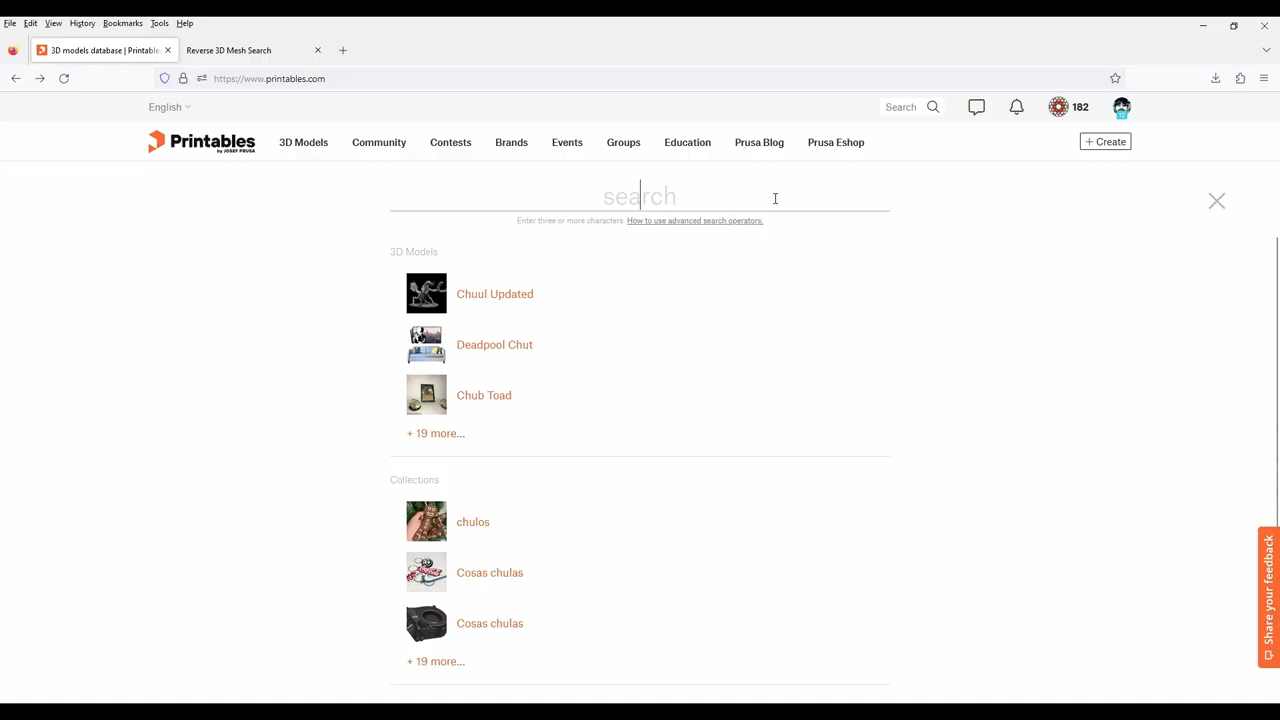 File Edit View History Bookmarks Tools Help
3D models database | Printable
Reverse 3D Mesh Search
https://www.printables.com
English
Search
182
Printables
by JOSEF PRUSA
3D Models
Community
Contests
Brands
Events
Groups
Education
Prusa Blog
Prusa Eshop
+ Create
search
Enter three or more characters. How to use advanced search operators.
3D Models
Chuul Updated
Deadpool Chut
Chub Toad
+ 19 more...
Collections
chulos
Cosas chulas
Cosas chulas
+ 19 more...
Share your feedback